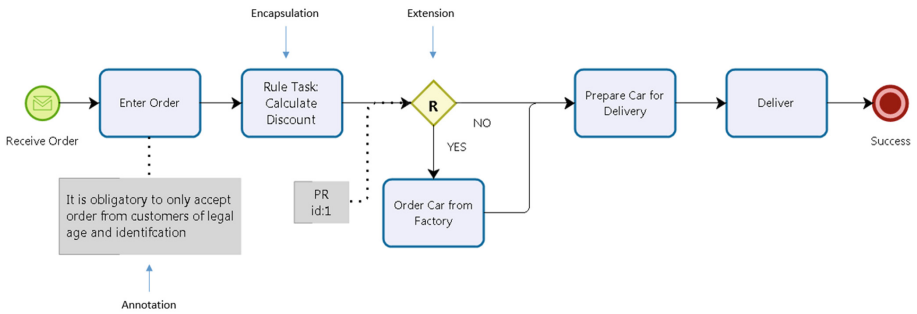 Encapsulation
Extension
Receive Order
Enter Order
Rule Task:
Calculate
Discount
R
NO
YES
Prepare Car for
Delivery
Deliver
Success
It is obligatory to only accept
order from customers of legal
age and identifcation
PR
id:1
Order Car from
Factory
Annotation